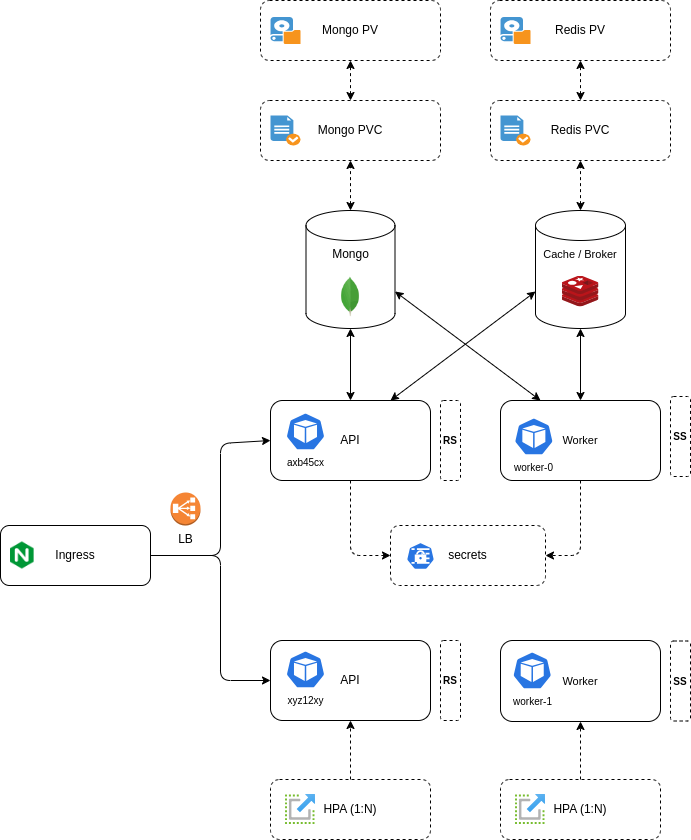 Mongo PV
Redis PV
Mongo PVC
Redis PVC
Mongo
Cache / Broker
API
axb45cx
RS
Worker
worker-0
SS
LB
Ingress
secrets
API
xyz12xy
RS
Worker
worker-1
SS
HPA (1:N)
HPA (1:N)